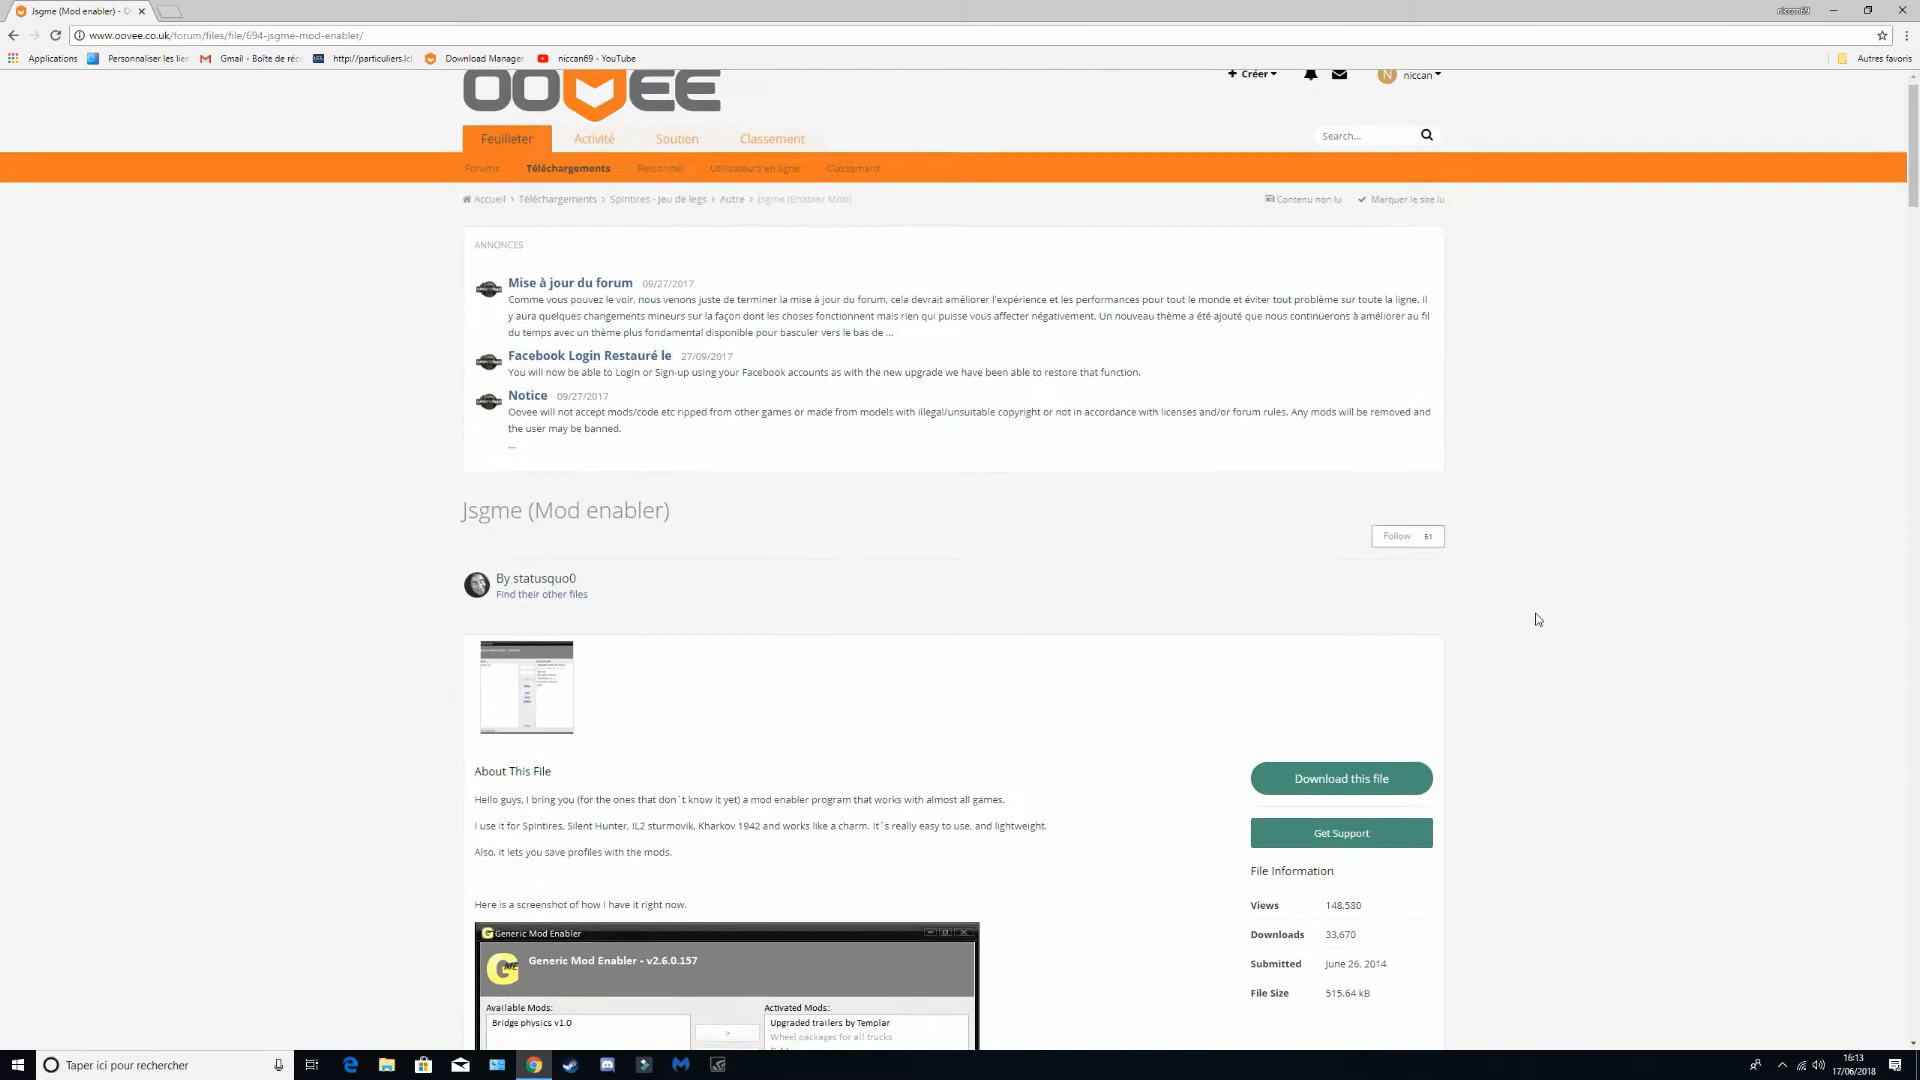 Jsgme (Mod enabler) - O
niccan69
www.oovee.co.uk/forum/files/file/694-jsgme-mod-enabler/
Applications
Personnaliser les lien
Gmail - Boîte de réc
http://particuliers.lcl
Download Manager
niccan69 - YouTube
Autres favoris
OOVEE
+ Créer
N niccan
Feuilleter
Activité
Soutien
Classement
Search...
Forums
Téléchargements
Personnel
Utilisateurs en ligne
Classement
Accueil > Téléchargements > Spintires - Jeu de legs > Autre > Jsgme (Enabler Mod)
Contenu non lu
Marquer le site lu
ANNONCES
Mise à jour du forum 09/27/2017
Comme vous pouvez le voir, nous venons juste de terminer la mise à jour du forum, cela devrait améliorer l'expérience et les performances pour tout le monde et éviter tout problème sur toute la ligne. Il
y aura quelques changements mineurs sur la façon dont les choses fonctionnent mais rien qui puisse vous affecter négativement. Un nouveau thème a été ajouté que nous continuerons à améliorer au fil
du temps avec un thème plus fondamental disponible pour basculer vers le bas de ...
Facebook Login Restauré le 27/09/2017
You will now be able to Login or Sign-up using your Facebook accounts as with the new upgrade we have been able to restore that function.
Notice 09/27/2017
Oovee will not accept mods/code etc ripped from other games or made from models with illegal/unsuitable copyright or not in accordance with licenses and/or forum rules. Any mods will be removed and
the user may be banned.
...
Jsgme (Mod enabler)
Follow 51
By statusquo0
Find their other files
About This File
Hello guys, I bring you (for the ones that don´t know it yet) a mod enabler program that works with almost all games.
I use it for Spintires, Silent Hunter, IL2 sturmovik, Kharkov 1942 and works like a charm. It´s really easy to use, and lightweight.
Also, it lets you save profiles with the mods.
Here is a screenshot of how I have it right now.
Download this file
Get Support
File Information
Views 148,580
Downloads 33,670
Submitted June 26, 2014
File Size 515.64 kB
Generic Mod Enabler
GME Generic Mod Enabler - v2.6.0.157
Available Mods:
Activated Mods:
Bridge physics v1.0
>
Upgraded trailers by Templar
Wheel packages for all trucks
Taper ici pour rechercher
16:13
17/06/2018